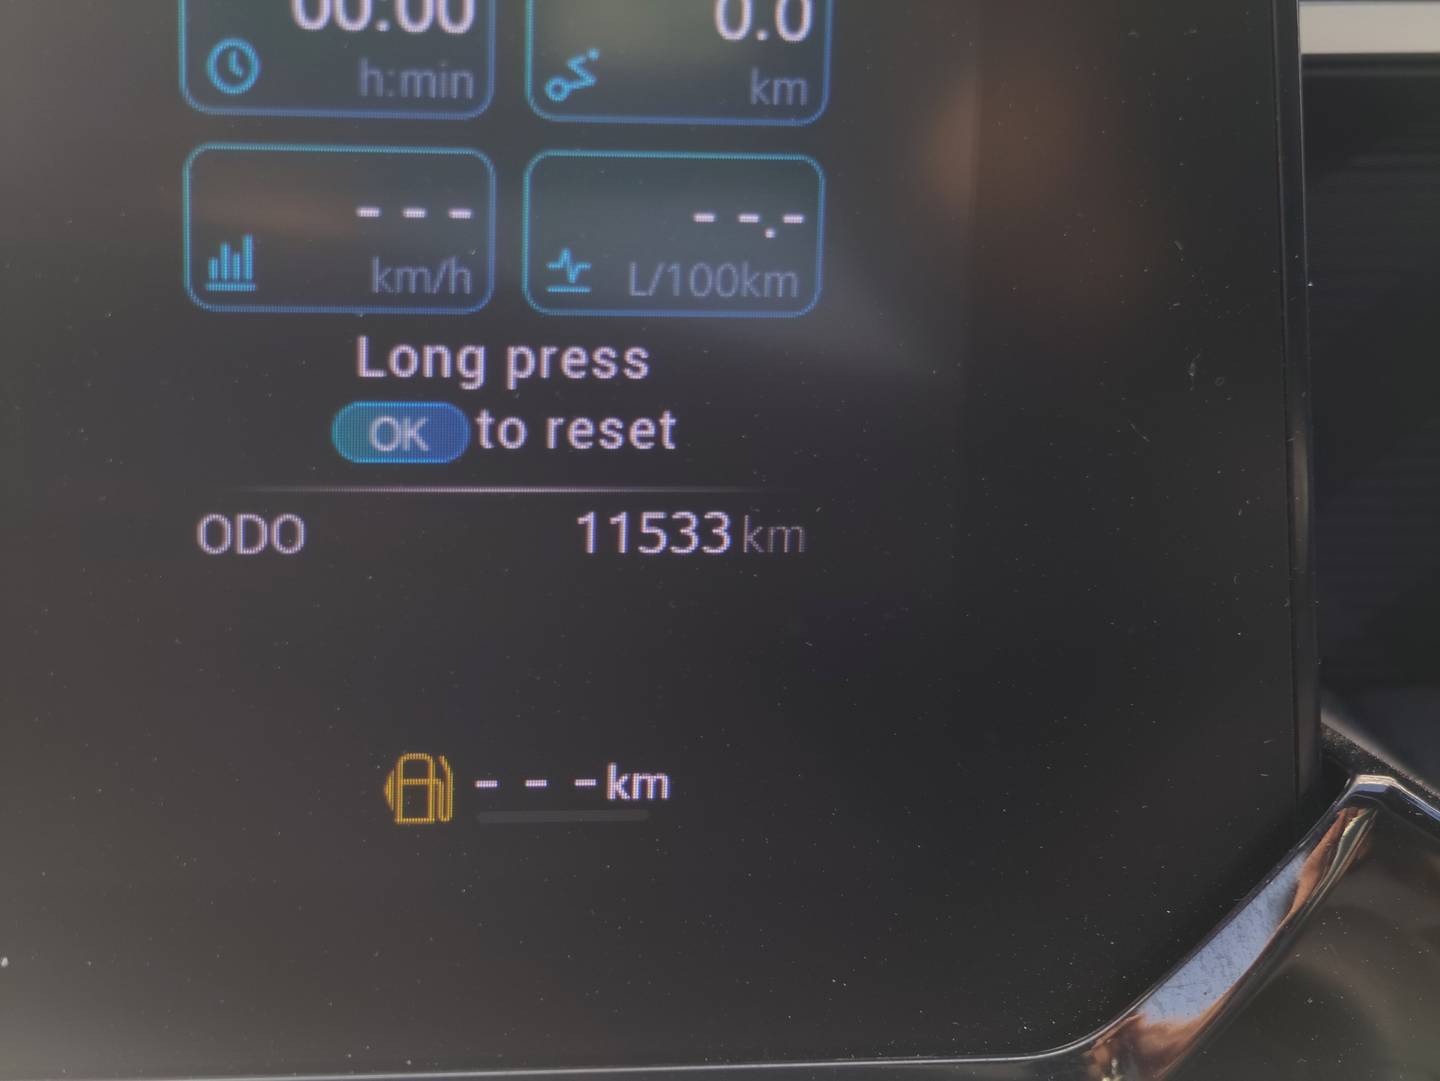 00:00 0.0
h:min km
- - - - -.-
km/h L/100km
Long press
OK to reset
ODO 11533 km
- - - km